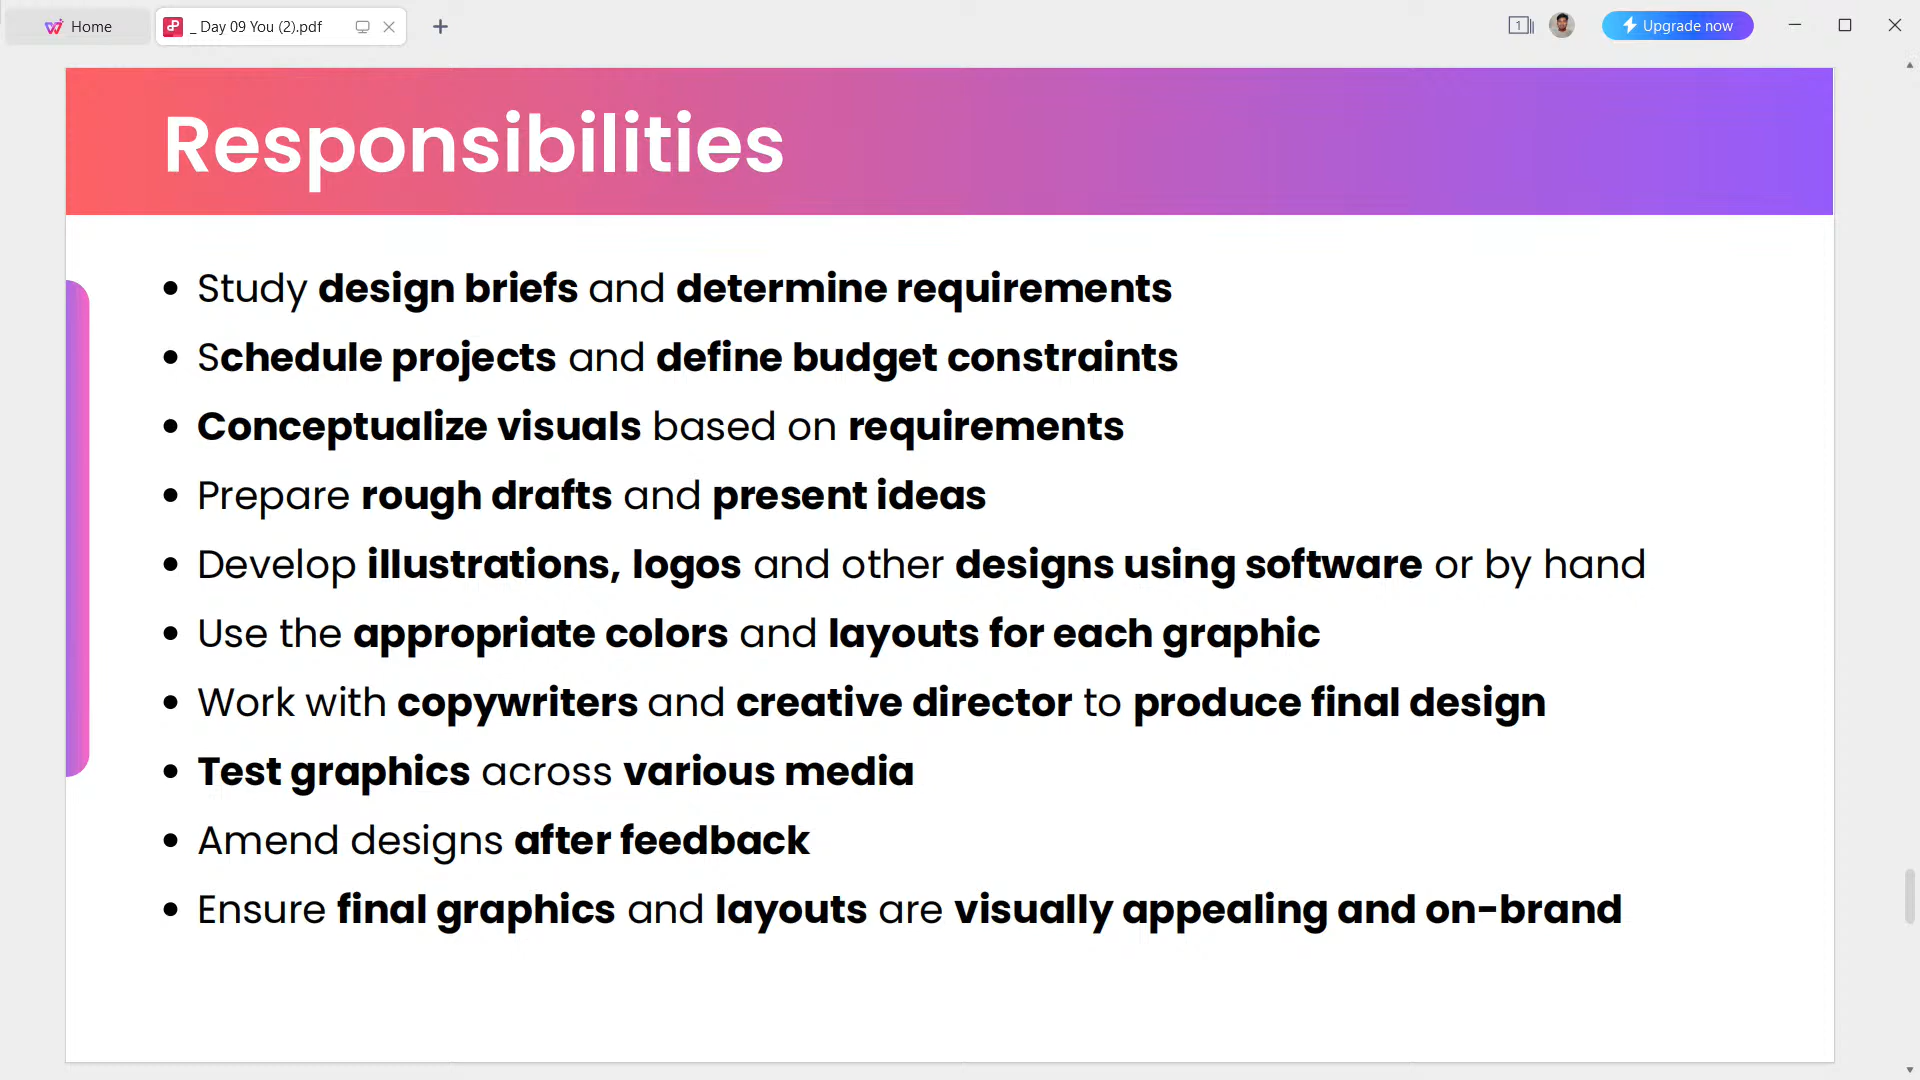 Home
_ Day 09 You (2).pdf
1
Upgrade now
Responsibilities
• Study design briefs and determine requirements
• Schedule projects and define budget constraints
• Conceptualize visuals based on requirements
• Prepare rough drafts and present ideas
• Develop illustrations, logos and other designs using software or by hand
• Use the appropriate colors and layouts for each graphic
• Work with copywriters and creative director to produce final design
• Test graphics across various media
• Amend designs after feedback
• Ensure final graphics and layouts are visually appealing and on-brand